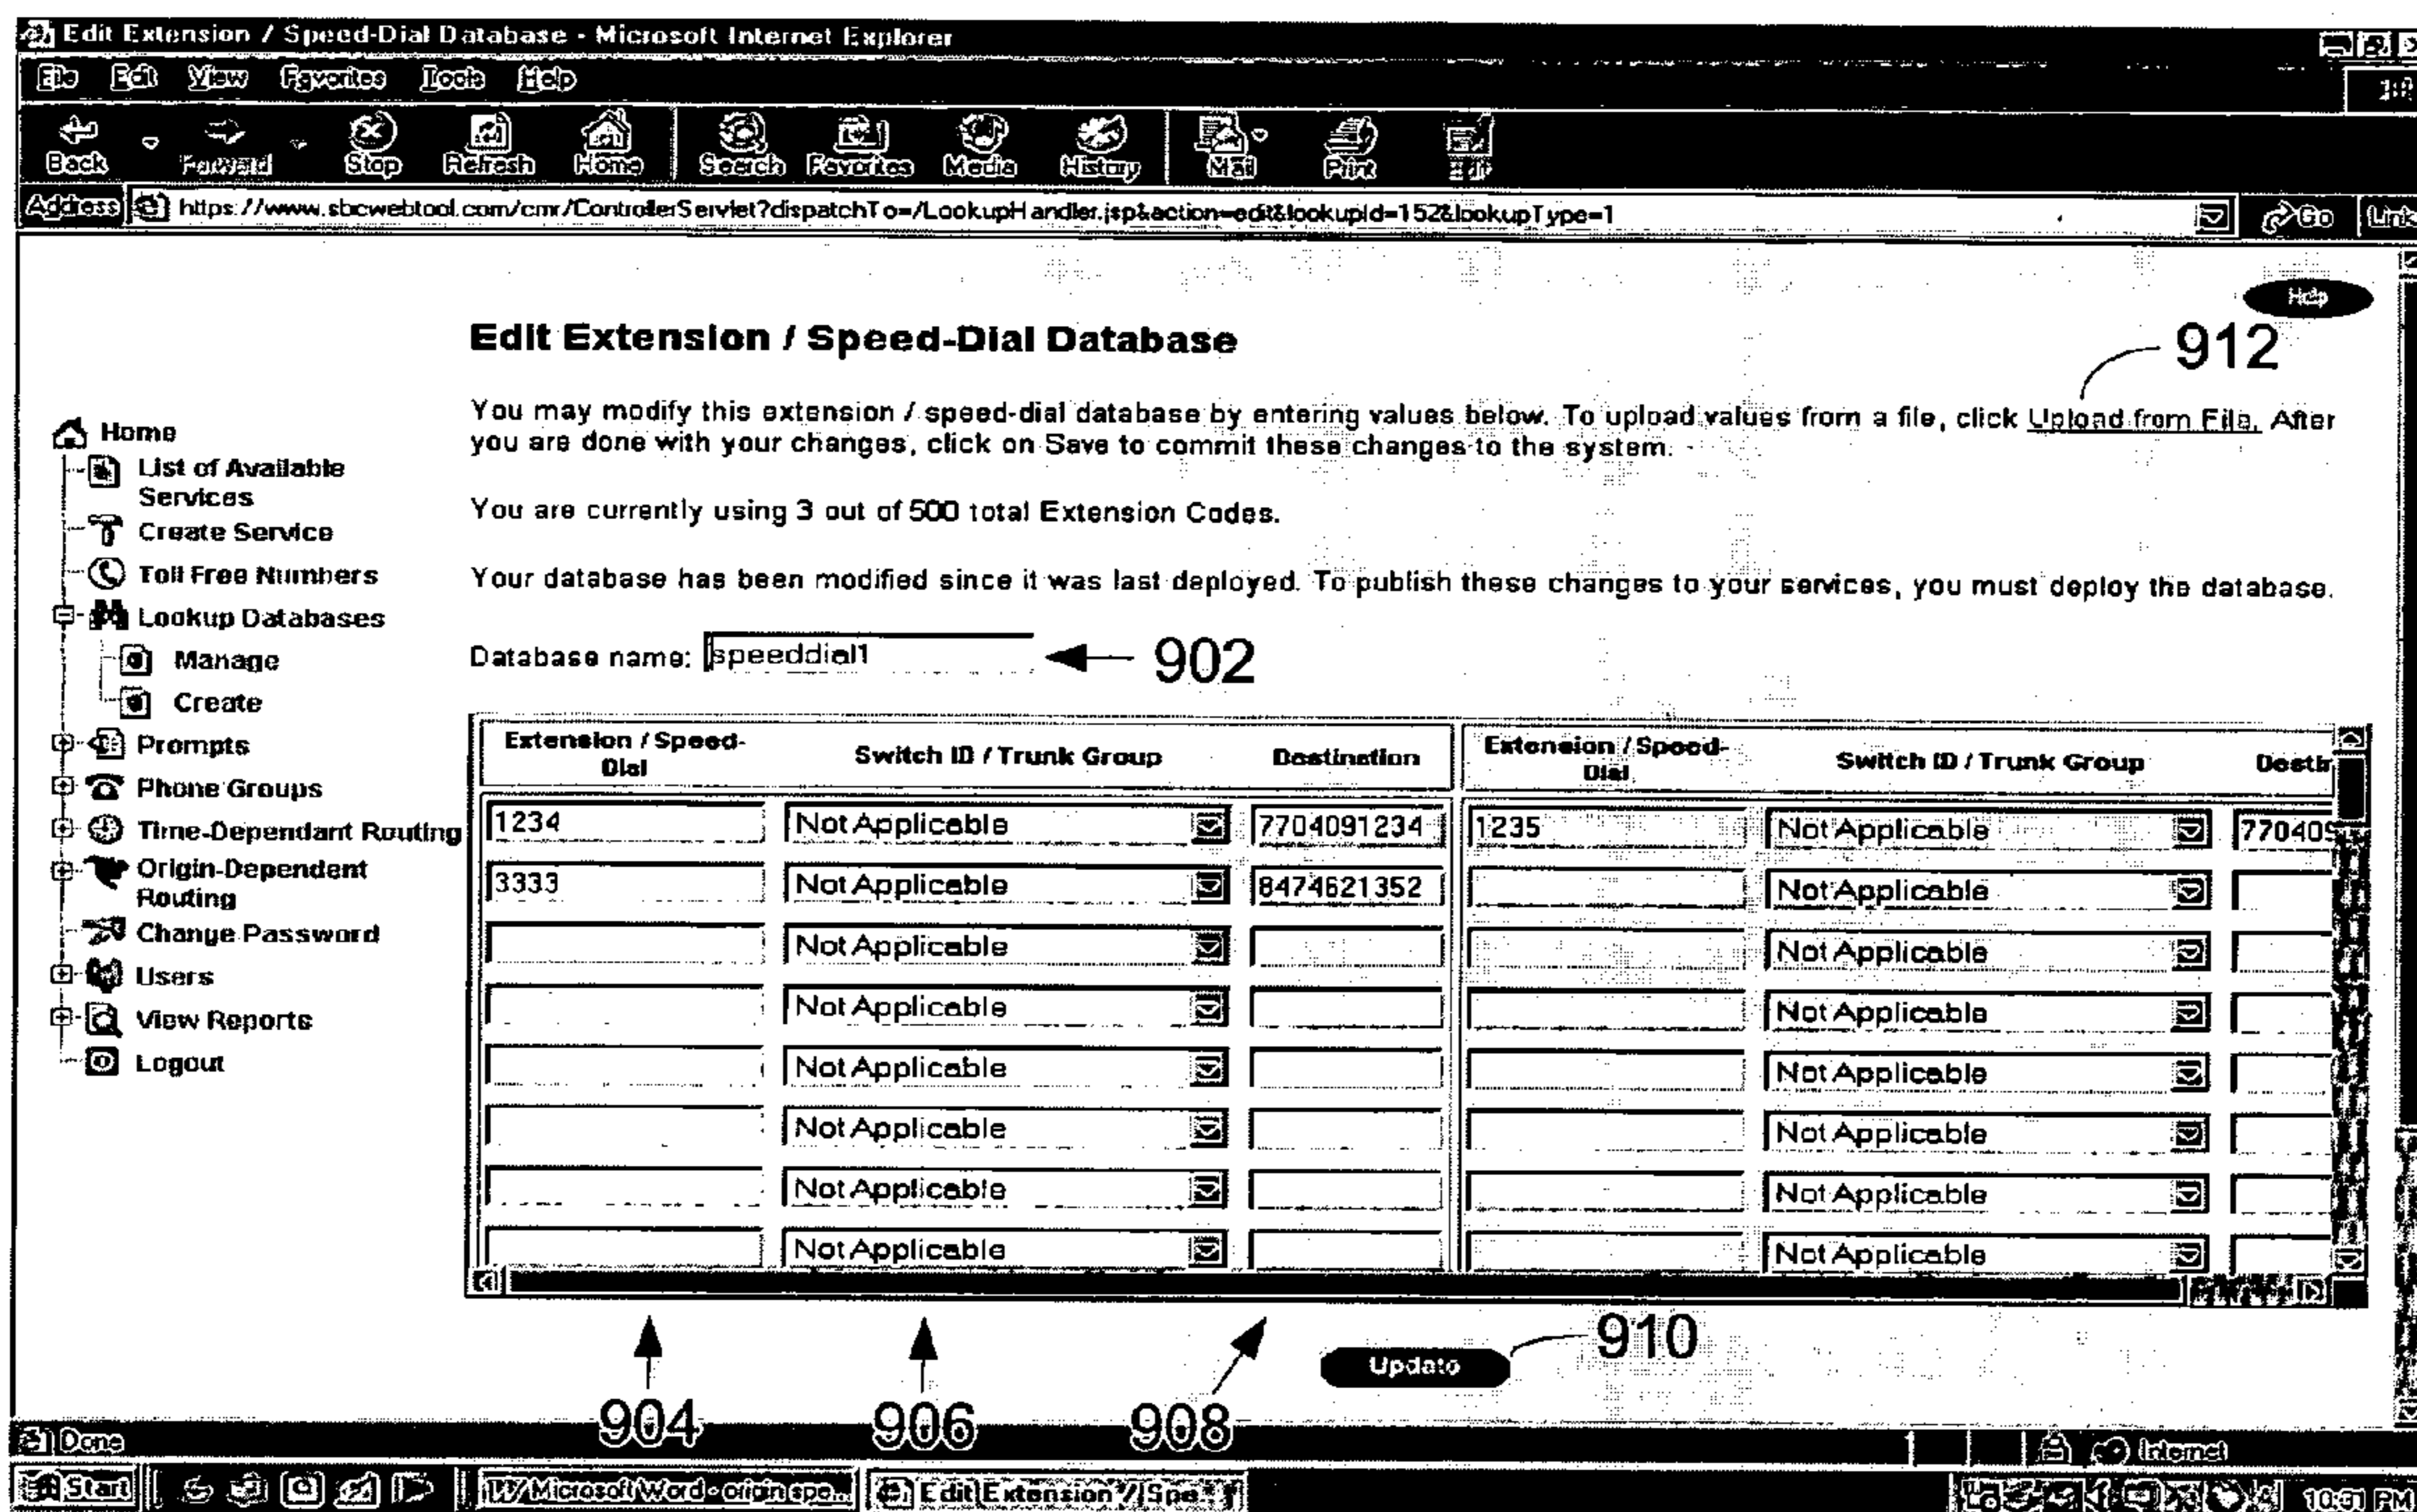 Edit Extension / Speed-Dial Database - Microsoft Internet Explorer
File Edit View Favorites Tools Help
Back Forward Stop Refresh Home Search Favorites Media History Mail Print Edit
Address https://www.sbcwebtool.com/cmr/ControllerServlet?dispatchTo=/LookupHandler.jsp&action=edit&lookupId=152&lookupType=1 Go Links
Help
Edit Extension / Speed-Dial Database
912
You may modify this extension / speed-dial database by entering values below. To upload values from a file, click Upload from File. After
you are done with your changes, click on Save to commit these changes to the system.
You are currently using 3 out of 500 total Extension Codes.
Your database has been modified since it was last deployed. To publish these changes to your services, you must deploy the database.
Database name: speeddial1 902
Home
List of Available
Services
Create Service
Toll Free Numbers
Lookup Databases
Manage
Create
Prompts
Phone Groups
Time-Dependant Routing
Origin-Dependent
Routing
Change Password
Users
View Reports
Logout
Extension / Speed-
Dial Switch ID / Trunk Group Destination Extension / Speed-
Dial Switch ID / Trunk Group Destir
1234 Not Applicable 7704091234 1235 Not Applicable 770409
3333 Not Applicable 8474621352 Not Applicable
Not Applicable Not Applicable
Not Applicable Not Applicable
Not Applicable Not Applicable
Not Applicable Not Applicable
Not Applicable Not Applicable
Not Applicable Not Applicable
Update 910
904 906 908
Done Internet
Start Microsoft Word - origin spe... Edit Extension / Spe... 10:31 PM